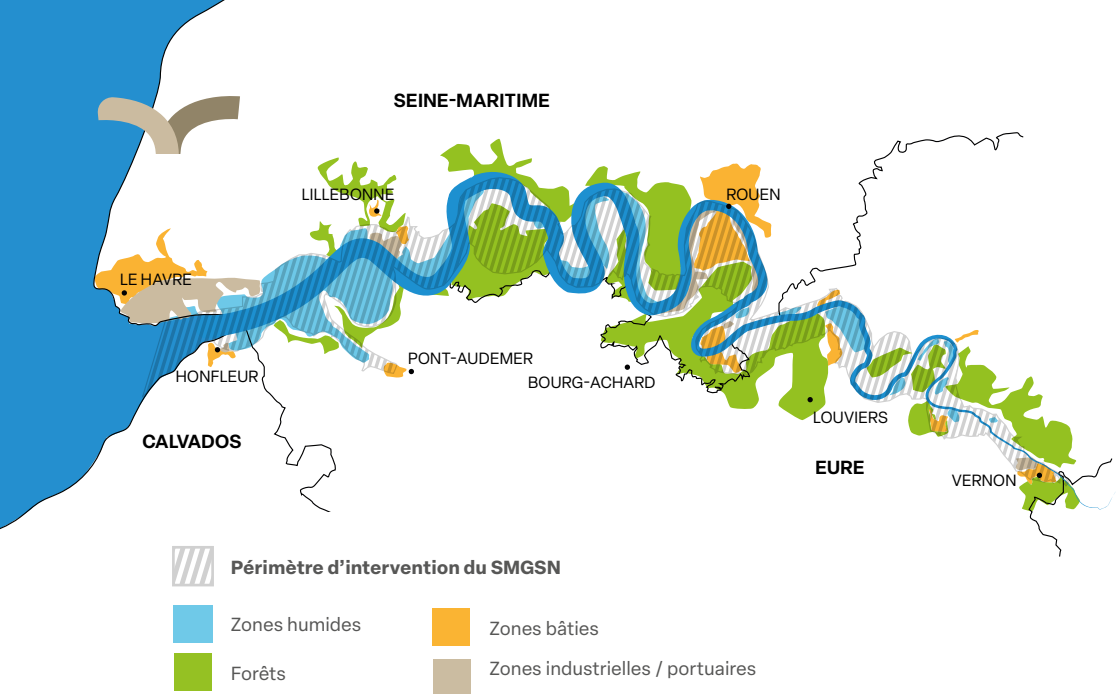 SEINE-MARITIME
LILLEBONNE
ROUEN
LE HAVRE
HONFLEUR
PONT-AUDEMER
BOURG-ACHARD
LOUVIERS
CALVADOS
EURE
VERNON
Périmètre d'intervention du SMGSN
Zones humides
Zones bâties
Forêts
Zones industrielles / portuaires